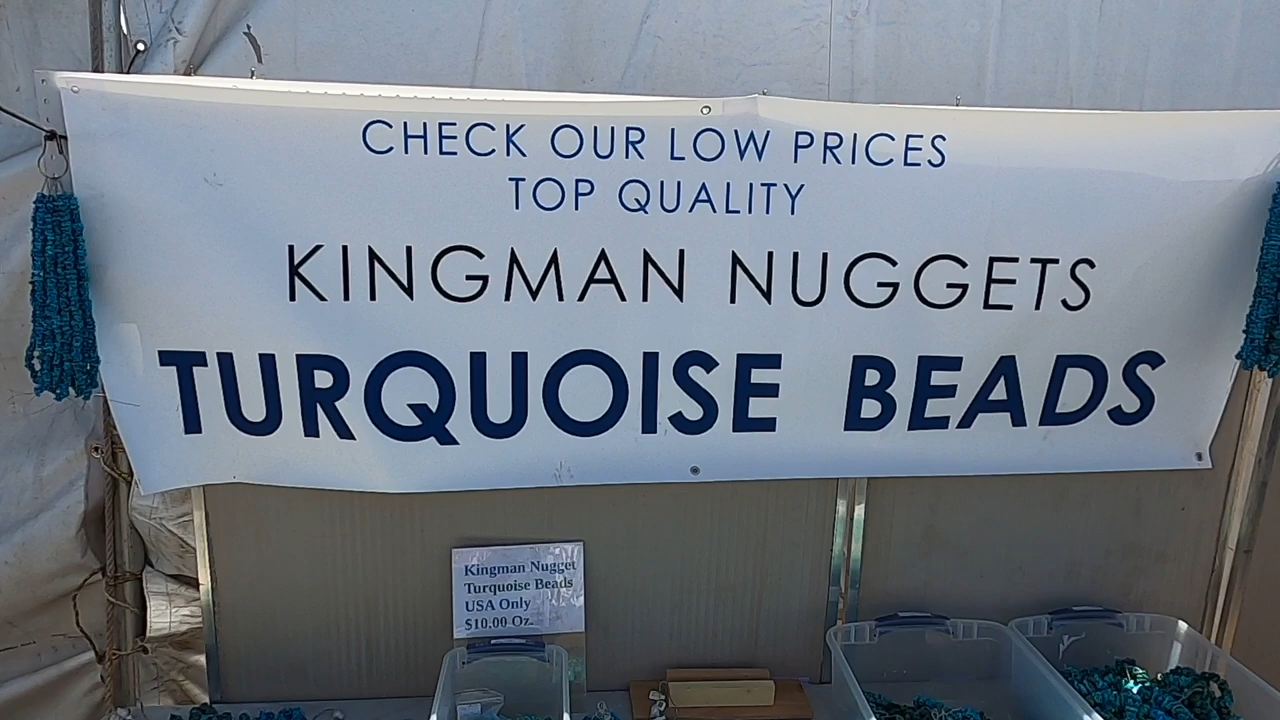 CHECK OUR LOW PRICES
TOP QUALITY
KINGMAN NUGGETS
TURQUOISE BEADS
Kingman Nugget
Turquoise Beads
USA Only
$10.00 Oz.